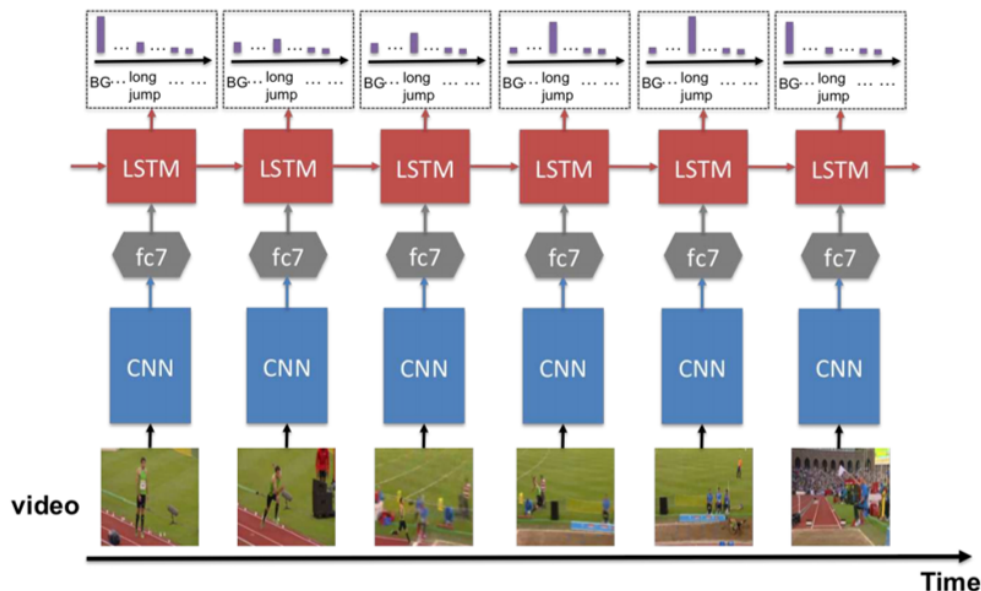 BG ... long jump ... ...
BG ... long jump ... ...
BG ... long jump ... ...
BG ... long jump ... ...
BG ... long jump ... ...
BG ... long jump ... ...
LSTM LSTM LSTM LSTM LSTM LSTM
fc7 fc7 fc7 fc7 fc7 fc7
CNN CNN CNN CNN CNN CNN
video
Time